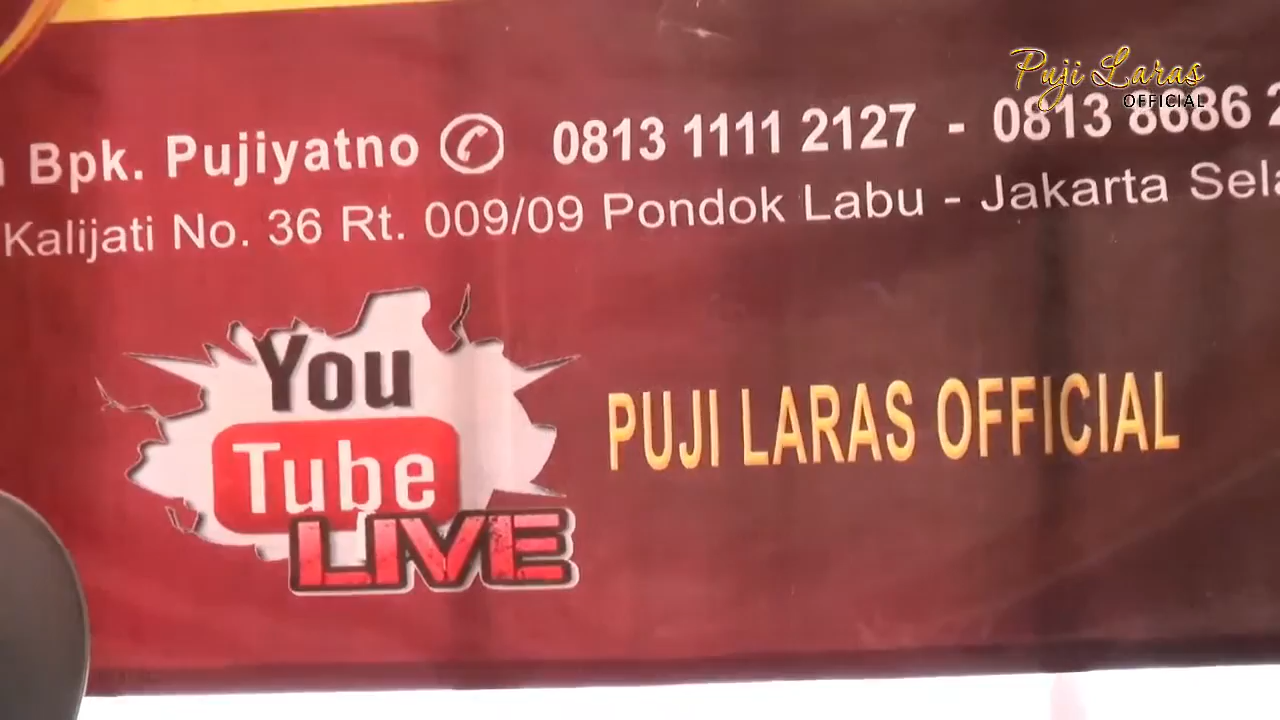 Puji Laras
OFFICIAL
Bpk. Pujiyatno 0813 1111 2127 - 0813 8686
Kalijati No. 36 Rt. 009/09 Pondok Labu - Jakarta
You
Tube
LIVE
PUJI LARAS OFFICIAL